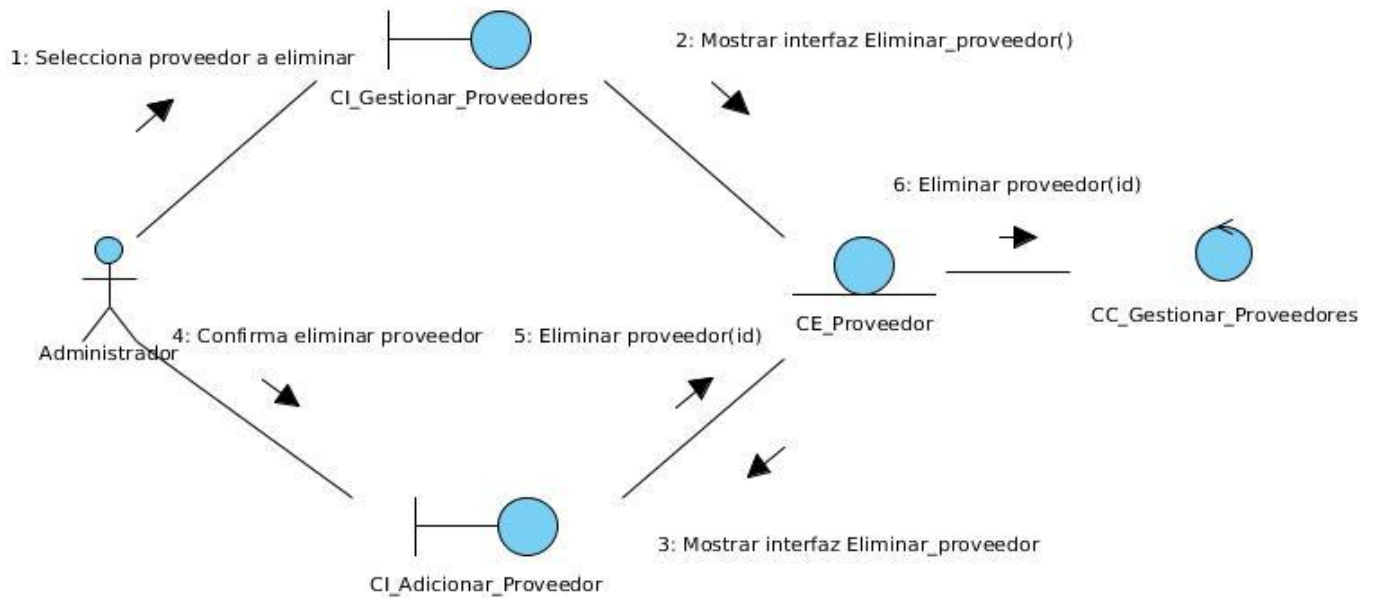 1: Selecciona proveedor a eliminar
2: Mostrar interfaz Eliminar_proveedor()
CI_Gestionar_Proveedores
6: Eliminar proveedor(id)
CE_Proveedor
CC_Gestionar_Proveedores
Administrador
4: Confirma eliminar proveedor
5: Eliminar proveedor(id)
3: Mostrar interfaz Eliminar_proveedor
CI_Adicionar_Proveedor